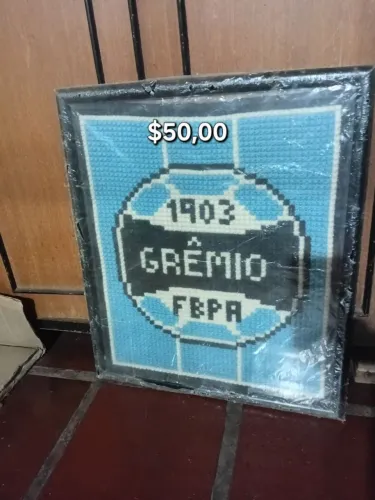 $50,00
1903
GRÊMIO
FBPA